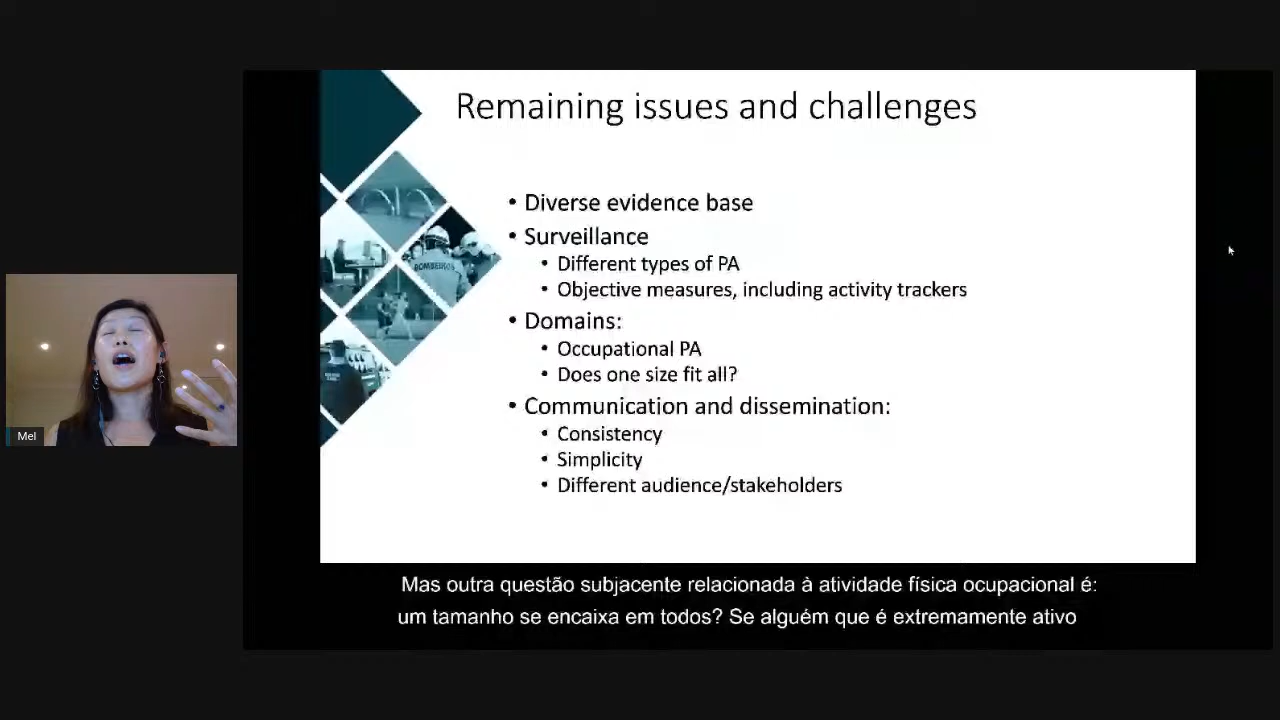 Remaining issues and challenges
• Diverse evidence base
• Surveillance
• Different types of PA
• Objective measures, including activity trackers
• Domains:
• Occupational PA
• Does one size fit all?
• Communication and dissemination:
• Consistency
• Simplicity
• Different audience/stakeholders
BOMBEIROS
Mel
Mas outra questão subjacente relacionada à atividade física ocupacional é:
um tamanho se encaixa em todos? Se alguém que é extremamente ativo